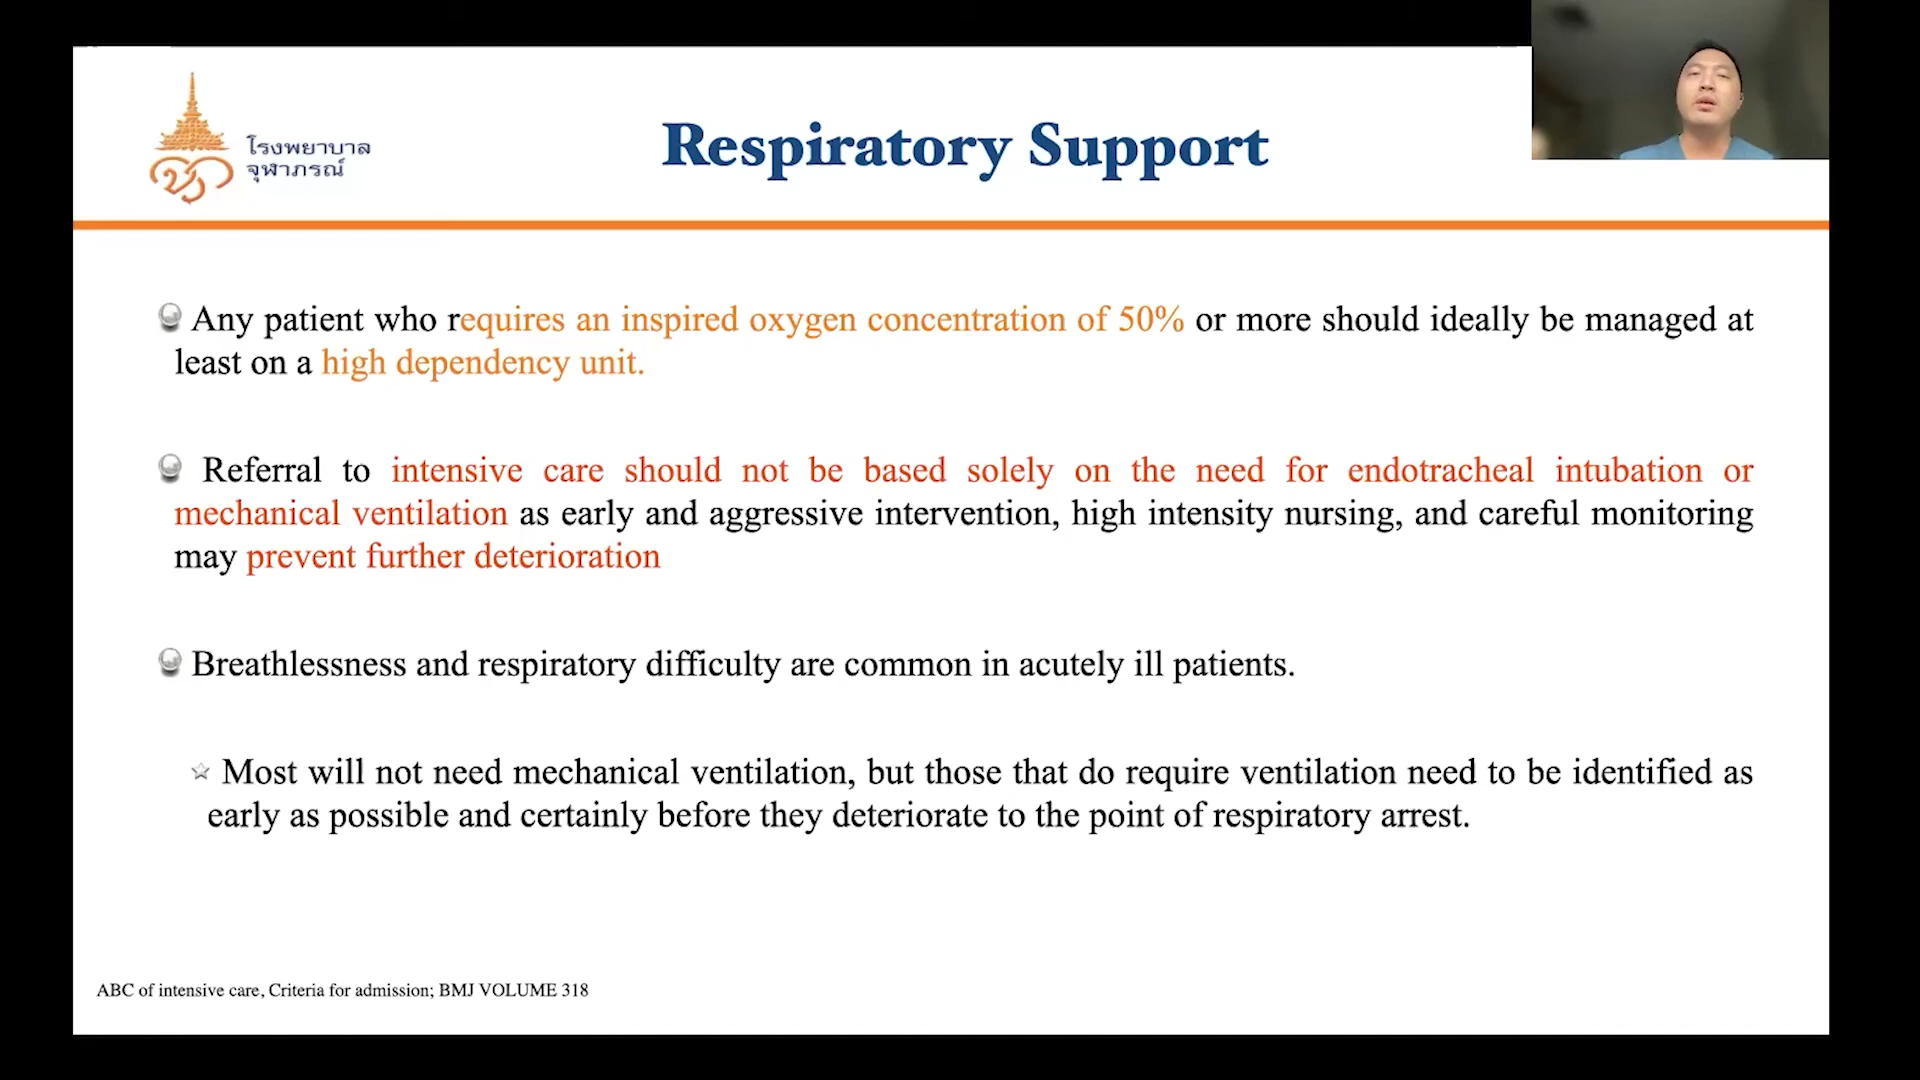 โรงพยาบาล
จุฬาภรณ์
Respiratory Support
Any patient who requires an inspired oxygen concentration of 50% or more should ideally be managed at
least on a high dependency unit.
Referral to intensive care should not be based solely on the need for endotracheal intubation or
mechanical ventilation as early and aggressive intervention, high intensity nursing, and careful monitoring
may prevent further deterioration
Breathlessness and respiratory difficulty are common in acutely ill patients.
Most will not need mechanical ventilation, but those that do require ventilation need to be identified as
early as possible and certainly before they deteriorate to the point of respiratory arrest.
ABC of intensive care, Criteria for admission; BMJ VOLUME 318